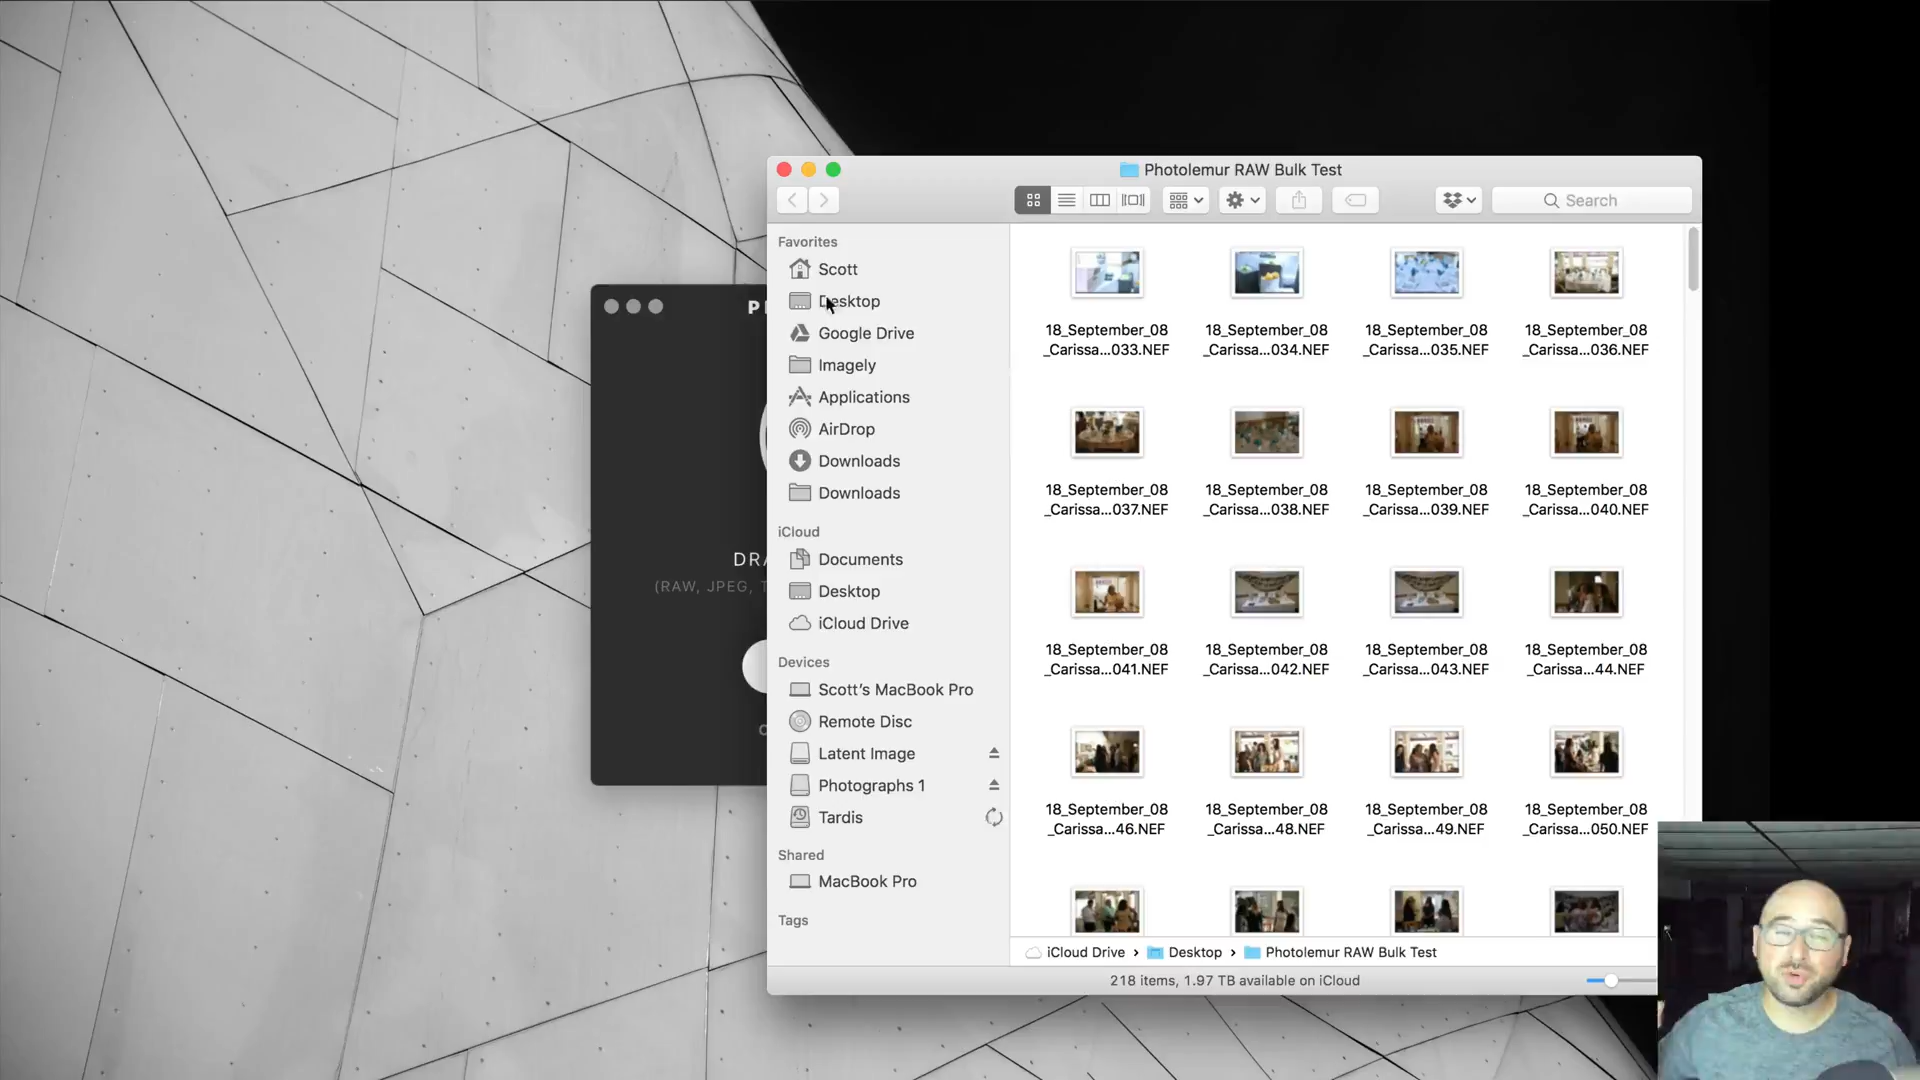 Photolemur RAW Bulk Test
Search
Favorites
Scott
Desktop
Google Drive
Imagely
Applications
AirDrop
Downloads
Downloads
iCloud
Documents
Desktop
iCloud Drive
Devices
Scott's MacBook Pro
Remote Disc
Latent Image
Photographs 1
Tardis
Shared
MacBook Pro
Tags
18_September_08 18_September_08 18_September_08 18_September_08
_Carissa...033.NEF _Carissa...034.NEF _Carissa...035.NEF _Carissa...036.NEF
18_September_08 18_September_08 18_September_08 18_September_08
_Carissa...037.NEF _Carissa...038.NEF _Carissa...039.NEF _Carissa...040.NEF
18_September_08 18_September_08 18_September_08 18_September_08
_Carissa...041.NEF _Carissa...042.NEF _Carissa...043.NEF _Carissa...44.NEF
18_September_08 18_September_08 18_September_08 18_September_08
_Carissa...46.NEF _Carissa...48.NEF _Carissa...49.NEF _Carissa...050.NEF
iCloud Drive › Desktop › Photolemur RAW Bulk Test
218 items, 1.97 TB available on iCloud
(RAW, JPEG,